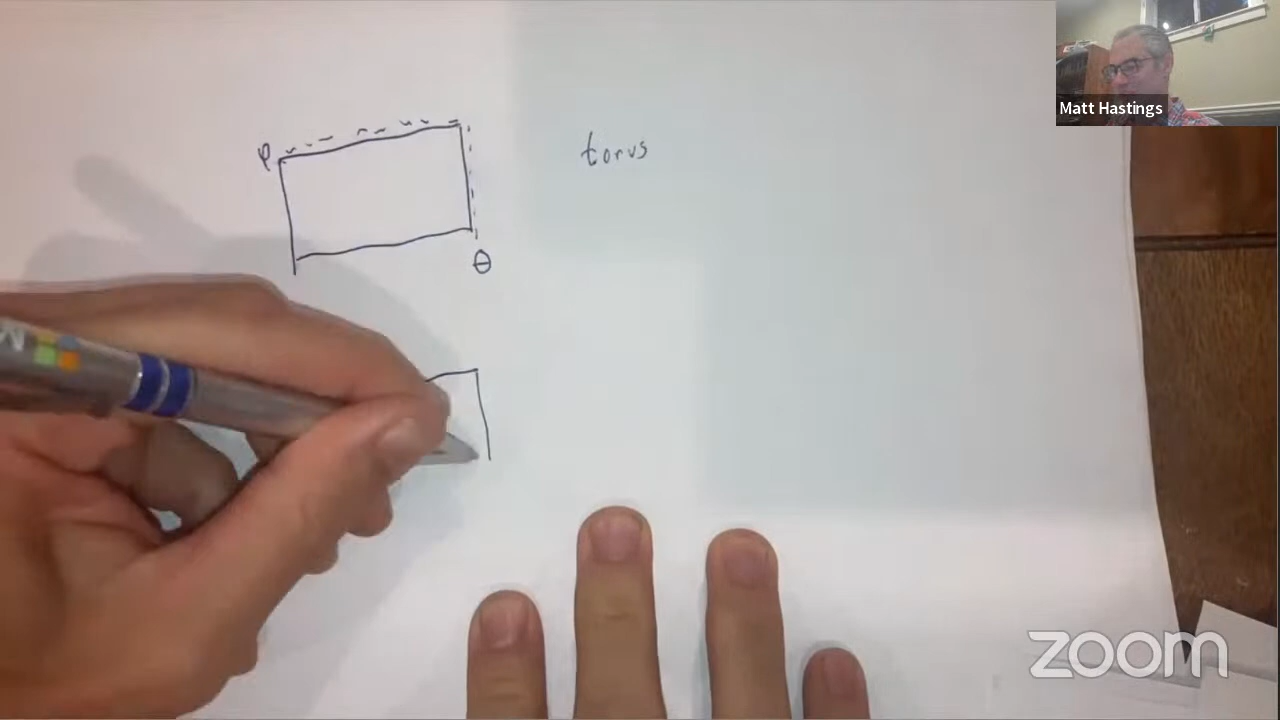 Matt Hastings
φ
torus
θ
zoom